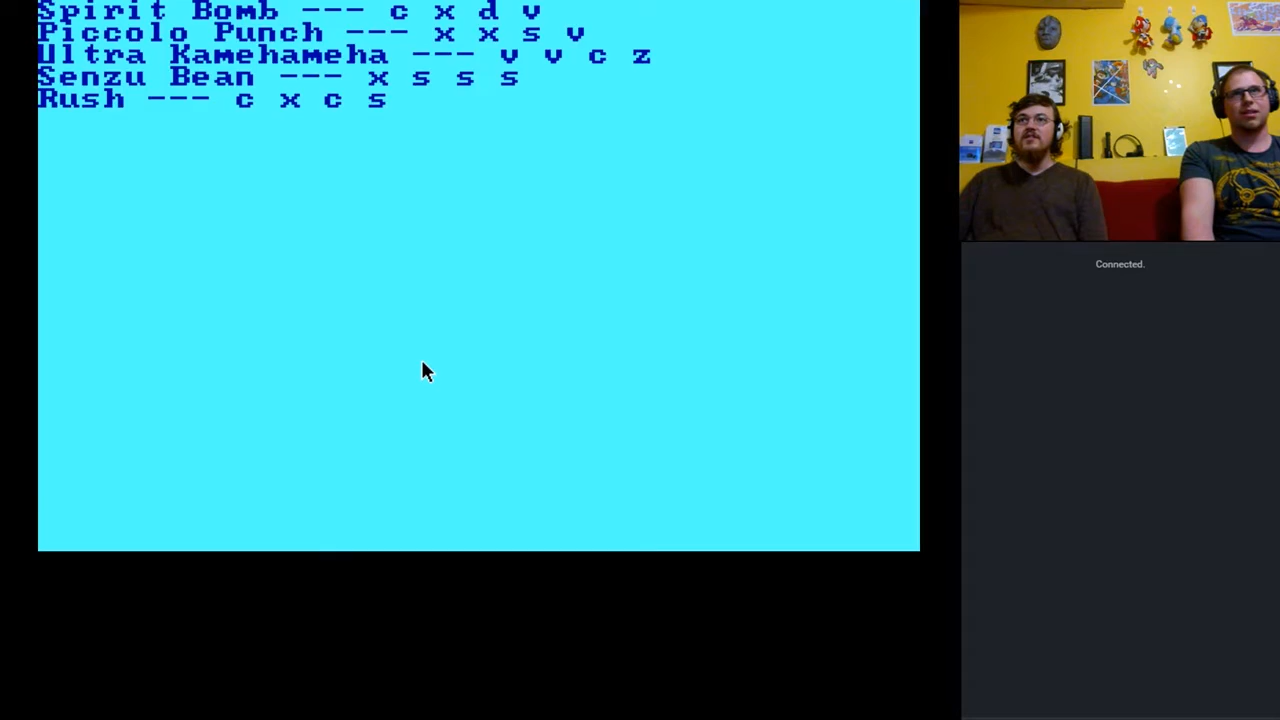 Spirit Bomb --- c x d v
Piccolo Punch --- x x s v
Ultra Kamehameha --- v v c z
Senzu Bean --- x s s s
Rush --- c x c s
Connected.